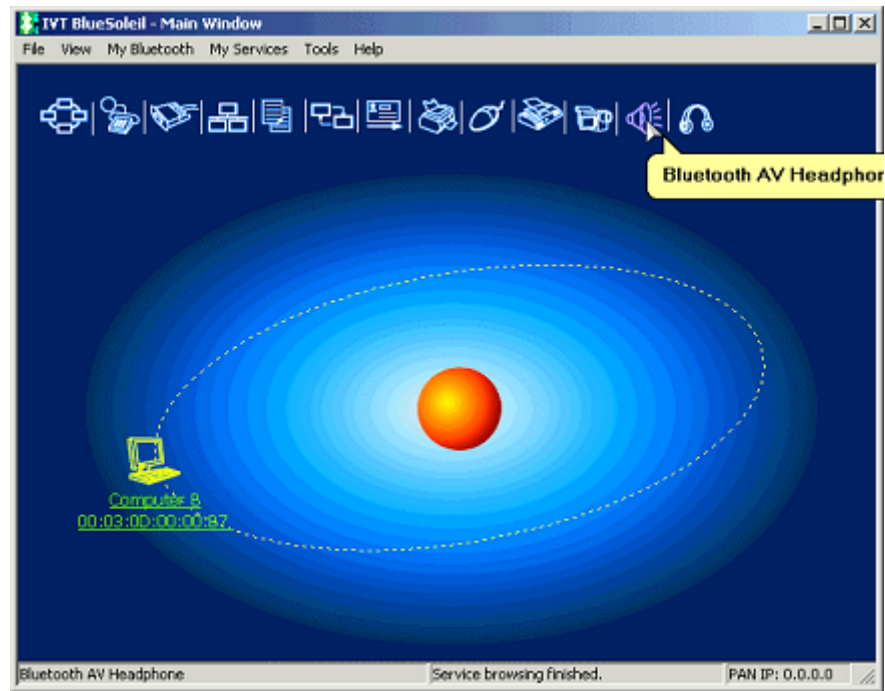 IVT BlueSoleil - Main Window
File View My Bluetooth My Services Tools Help
Bluetooth AV Headphon
Computer B
00:03:0D:00:00:B7
Bluetooth AV Headphone
Service browsing finished.
PAN IP: 0.0.0.0